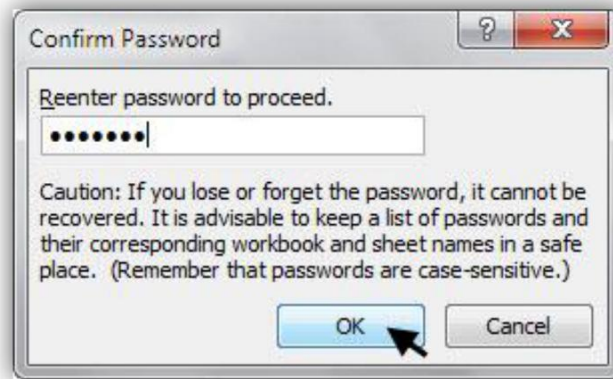 Confirm Password
?
X
Reenter password to proceed.
•••••••
Caution: If you lose or forget the password, it cannot be
recovered. It is advisable to keep a list of passwords and
their corresponding workbook and sheet names in a safe
place.  (Remember that passwords are case-sensitive.)
OK
Cancel